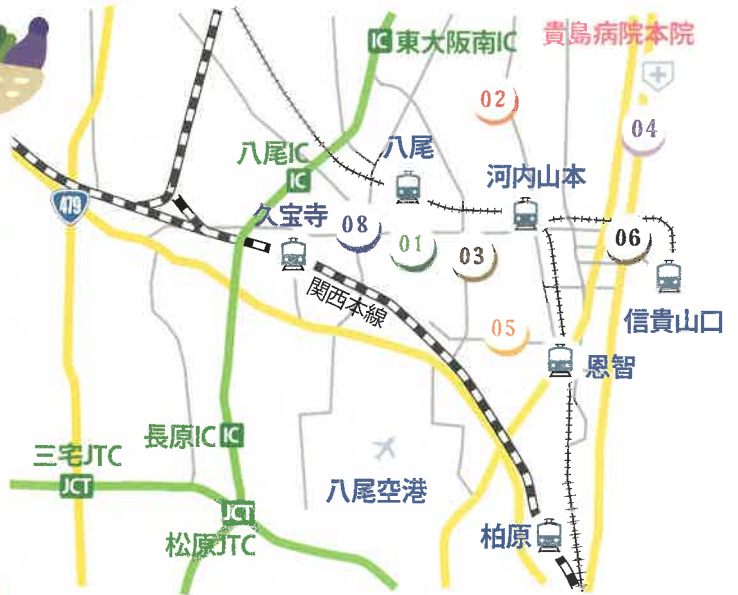 東大阪南IC
IC
貴島病院本院
02
04
八尾IC
IC
八尾
河内山本
479
久宝寺
08
01
03
06
関西本線
信貴山口
05
恩智
長原IC
IC
三宅JTC
JCT
八尾空港
JCT
松原JTC
柏原